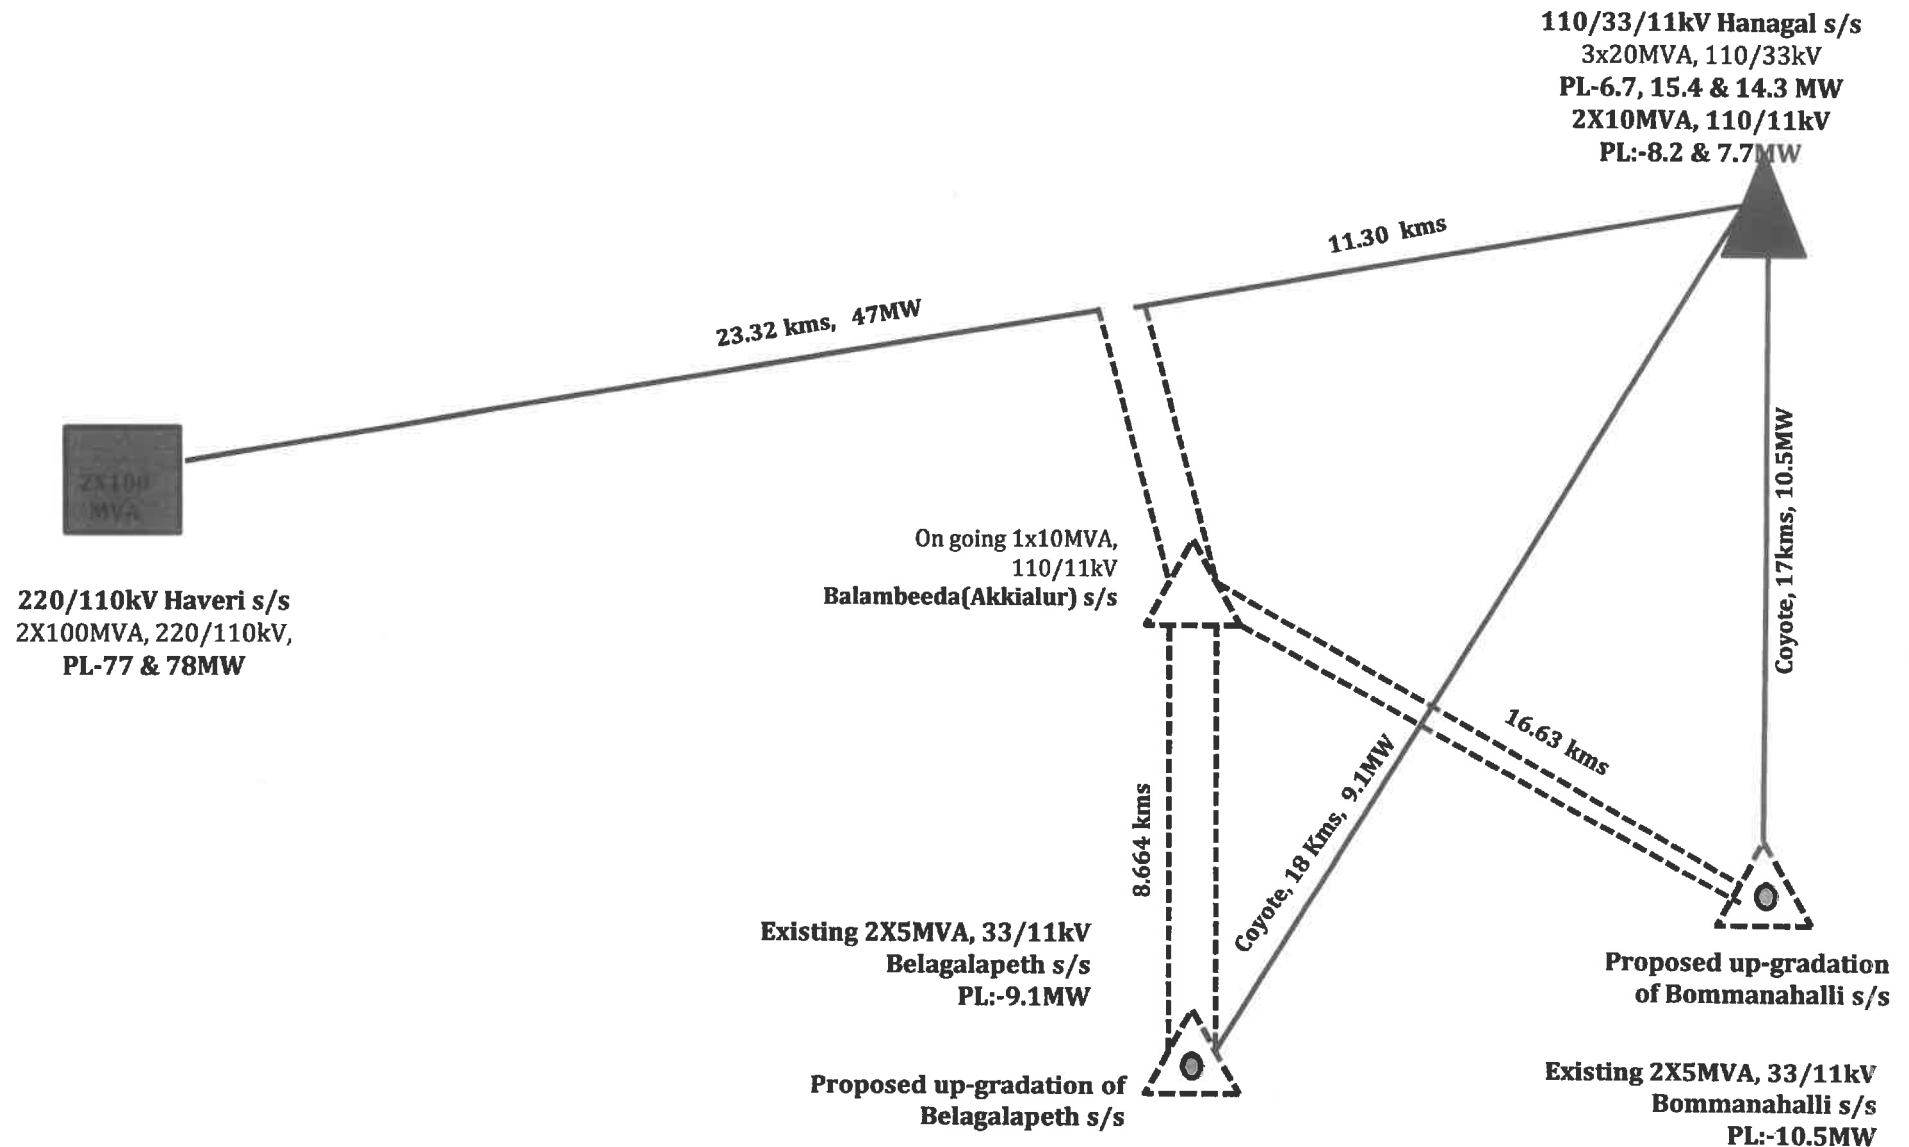 110/33/11kV Hanagal s/s
3x20MVA, 110/33kV
PL-6.7, 15.4 & 14.3 MW
2X10MVA, 110/11kV
PL:-8.2 & 7.7MW
11.30 kms
23.32 kms, 47MW
2X100
MVA
220/110kV Haveri s/s
2X100MVA, 220/110kV,
PL-77 & 78MW
On going 1x10MVA,
110/11kV
Balambeeda(Akkialur) s/s
Coyote, 17kms, 10.5MW
16.63 kms
8.664 kms
Coyote, 18 Kms, 9.1MW
Existing 2X5MVA, 33/11kV
Belagalapeth s/s
PL:-9.1MW
Proposed up-gradation of
Belagalapeth s/s
Proposed up-gradation
of Bommanahalli s/s
Existing 2X5MVA, 33/11kV
Bommanahalli s/s
PL:-10.5MW